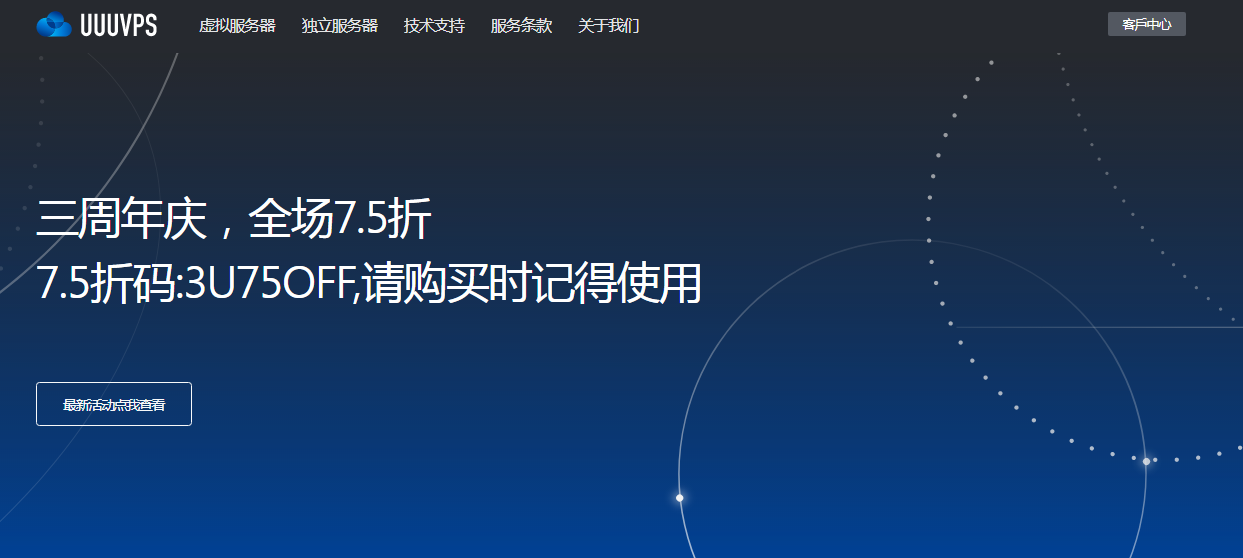 UUUVPS
虚拟服务器 独立服务器 技术支持 服务条款 关于我们
客戶中心
三周年庆，全场7.5折
7.5折码:3U75OFF,请购买时记得使用
最新活动点我查看